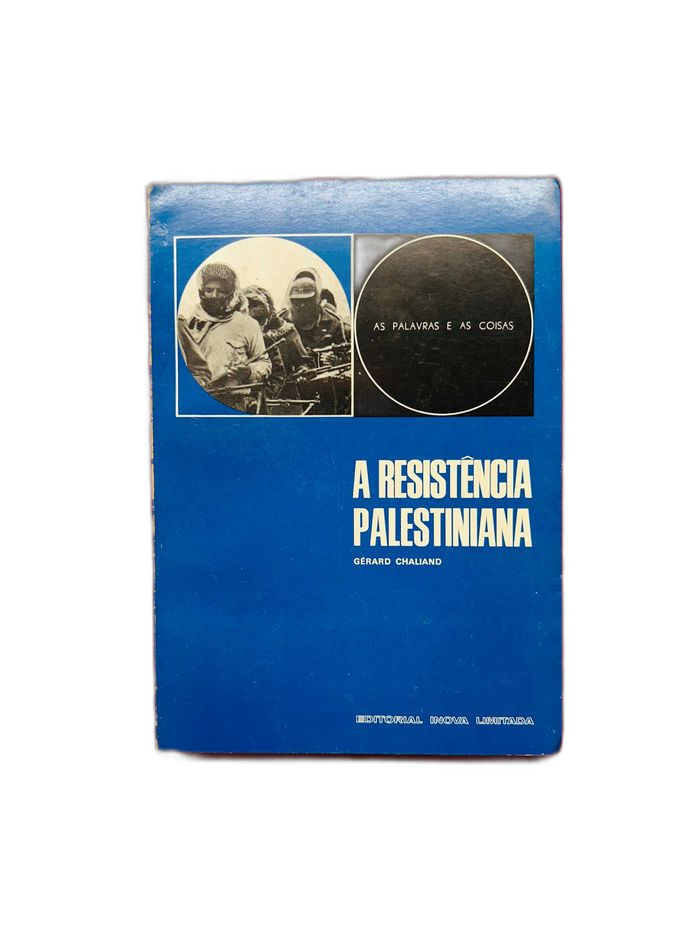 AS PALAVRAS E AS COISAS
A RESISTÊNCIA
PALESTINIANA
GÉRARD CHALIAND
EDITORIAL INOVA LIMITADA